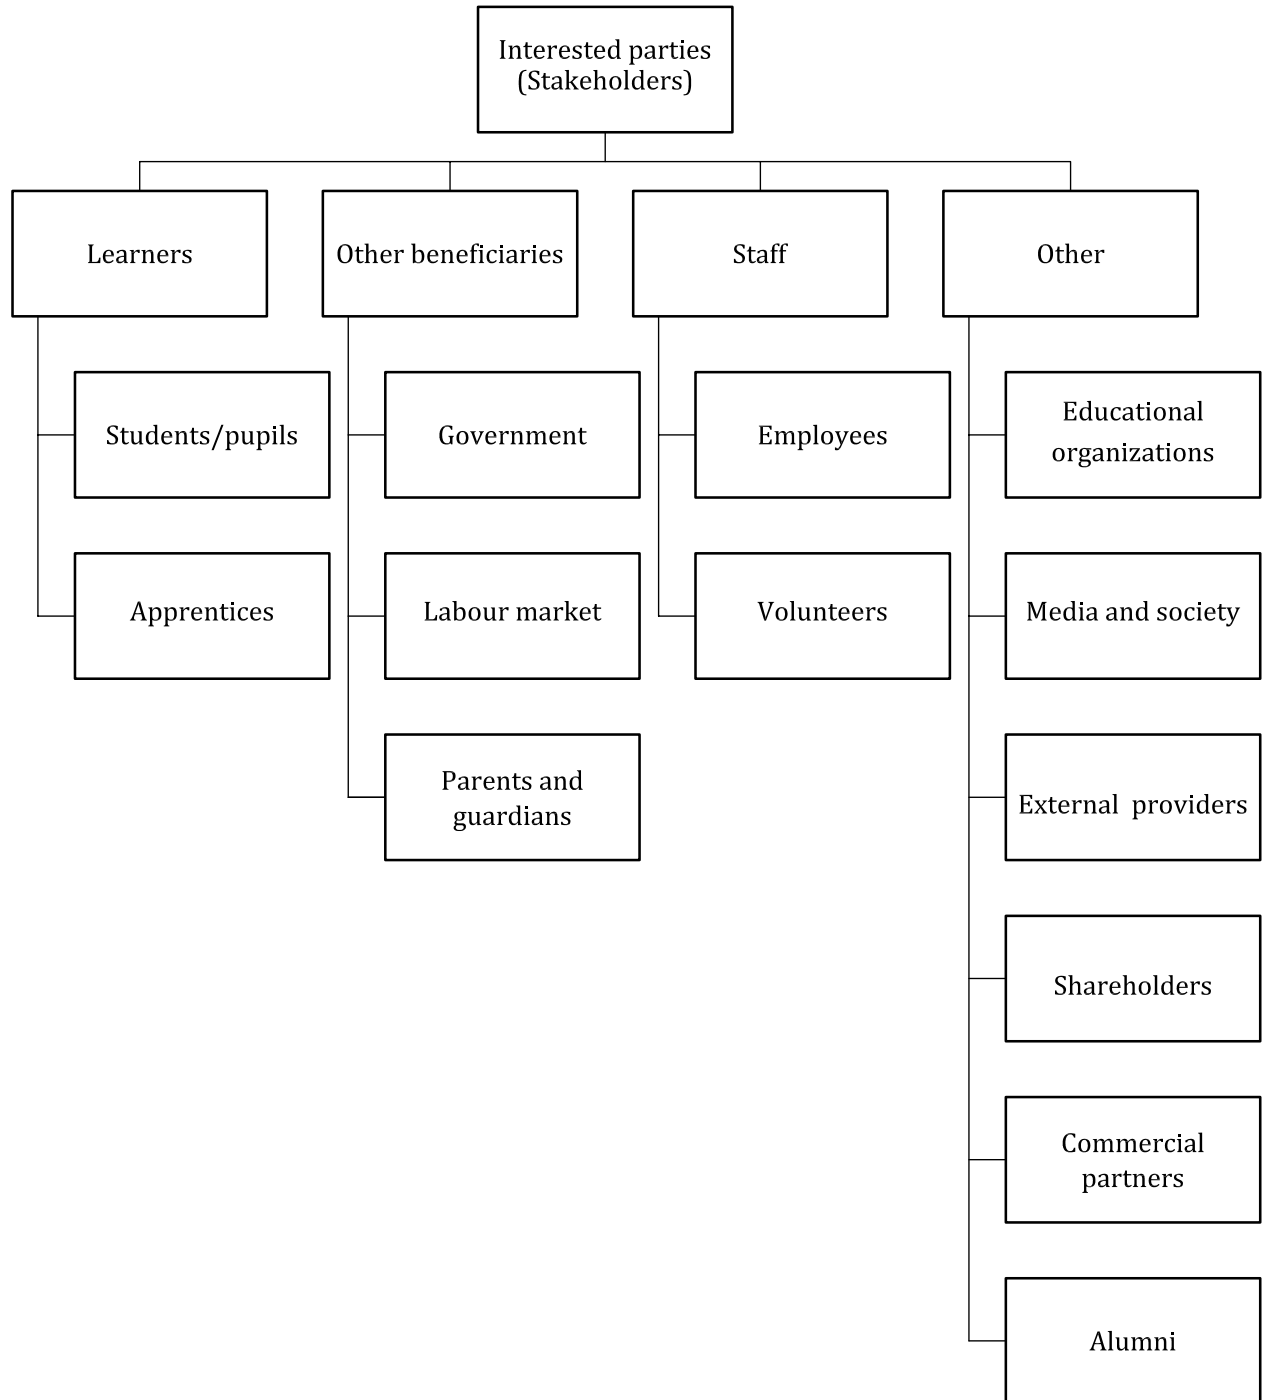 Interested parties
(Stakeholders)
Learners
Other beneficiaries
Staff
Other
Students/pupils
Government
Employees
Educational
organizations
Apprentices
Labour market
Volunteers
Media and society
Parents and
guardians
External providers
Shareholders
Commercial
partners
Alumni